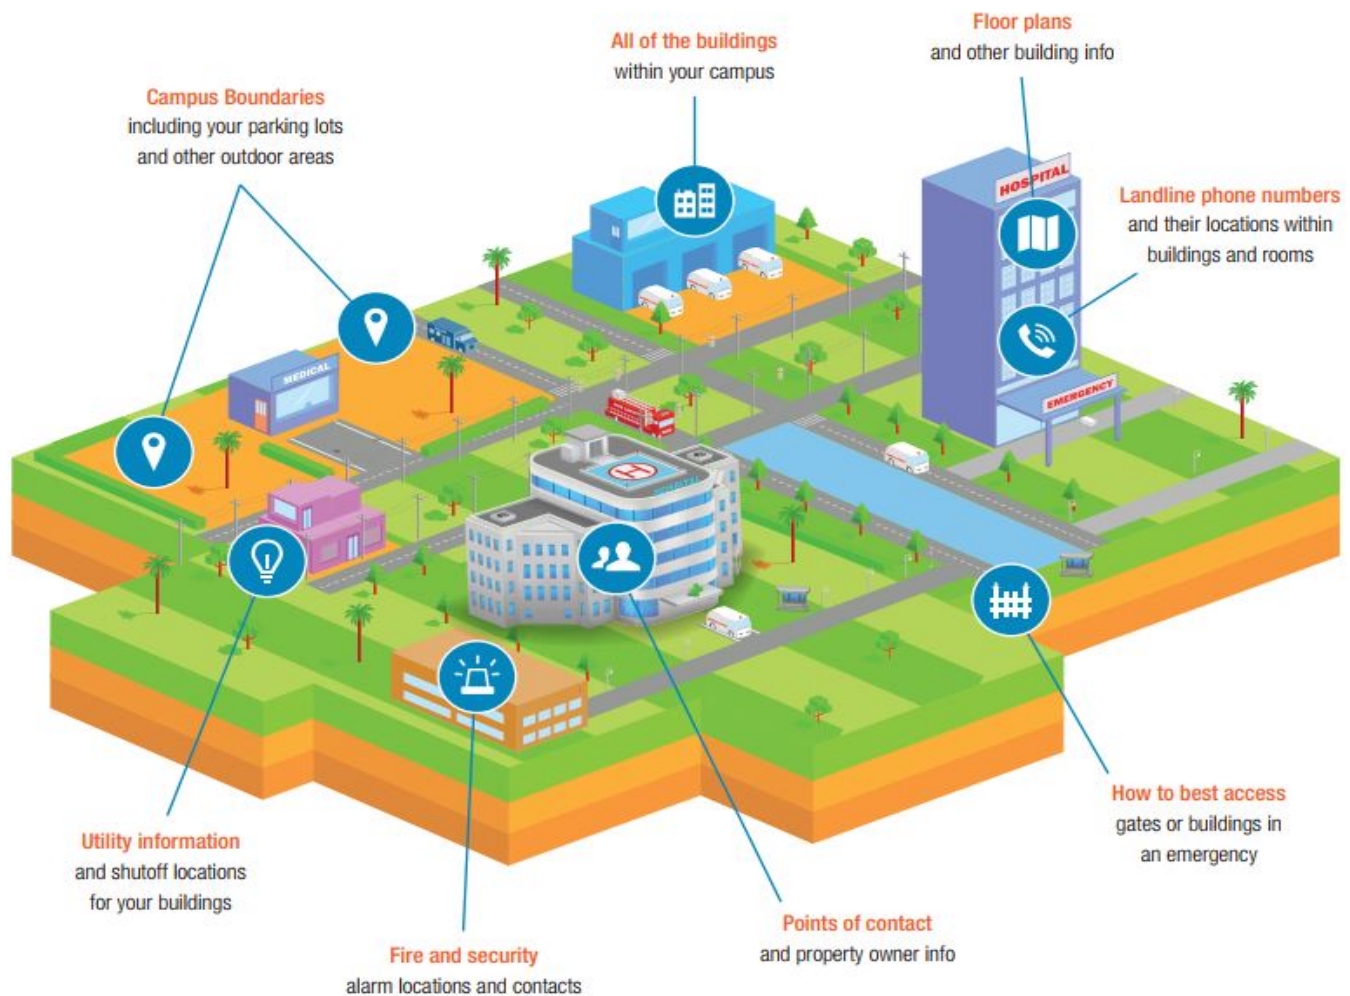 Floor plans
and other building info
All of the buildings
within your campus
Campus Boundaries
including your parking lots
and other outdoor areas
HOSPITAL
Landline phone numbers
and their locations within
buildings and rooms
MEDICAL
EMERGENCY
H
HOSPITAL
How to best access
gates or buildings in
an emergency
Utility information
and shutoff locations
for your buildings
Points of contact
and property owner info
Fire and security
alarm locations and contacts